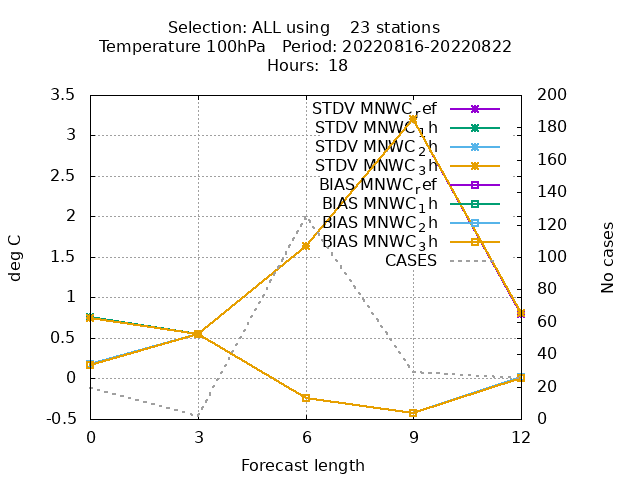 Selection: ALL using 23 stations
Temperature 100hPa Period: 20220816-20220822
Hours: 18
3.5
3
2.5
2
1.5
1
0.5
0
-0.5
deg C
200
180
160
140
120
100
80
60
40
20
0
No cases
STDV MNWCref
STDV MNWC1h
STDV MNWC2h
STDV MNWC3h
BIAS MNWCref
BIAS MNWC1h
BIAS MNWC2h
BIAS MNWC3h
CASES
0 3 6 9 12
Forecast length